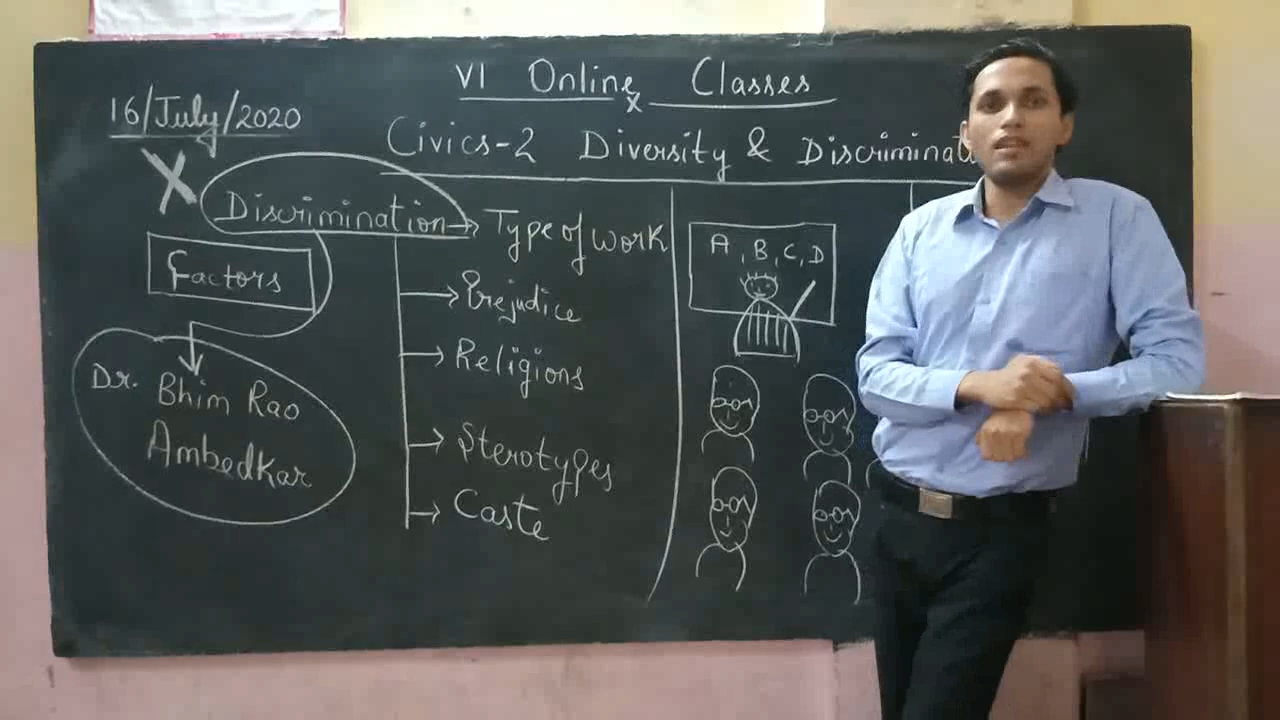 VI Online Classes
x
16/July/2020
Civics-2 Diversity & Discriminat
X
Discrimination → Type of work
Factors
Prejudice
Religions
Sterotypes
Caste
Dr. Bhim Rao
Ambedkar
A, B, C, D